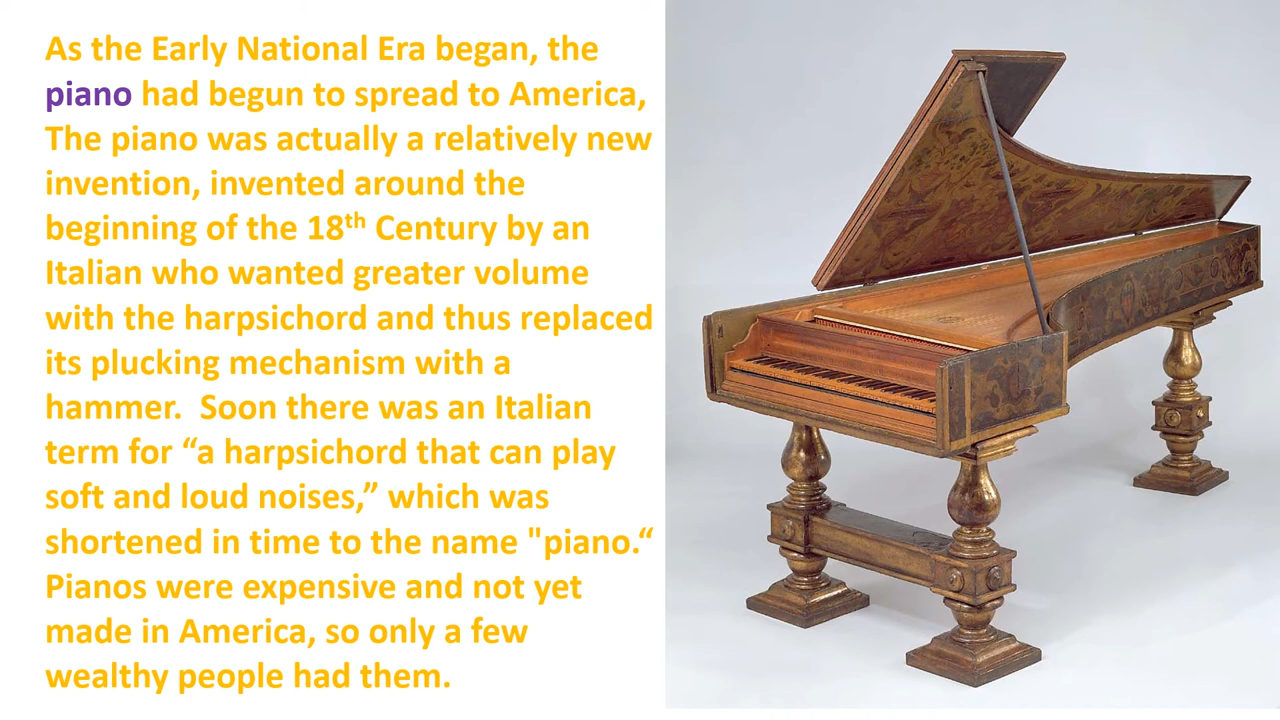 As the Early National Era began, the
piano had begun to spread to America,
The piano was actually a relatively new
invention, invented around the
beginning of the 18th Century by an
Italian who wanted greater volume
with the harpsichord and thus replaced
its plucking mechanism with a
hammer.  Soon there was an Italian
term for “a harpsichord that can play
soft and loud noises,” which was
shortened in time to the name "piano.“
Pianos were expensive and not yet
made in America, so only a few
wealthy people had them.